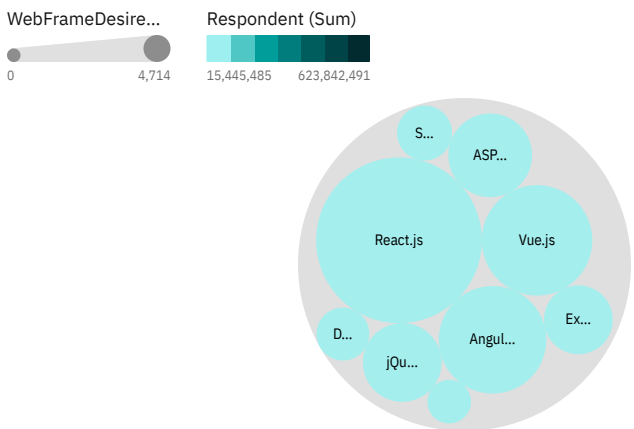 WebFrameDesire...
0 4,714
Respondent (Sum)
15,445,485 623,842,491
S...
ASP...
React.js
Vue.js
Ex...
D...
Angul...
jQu...